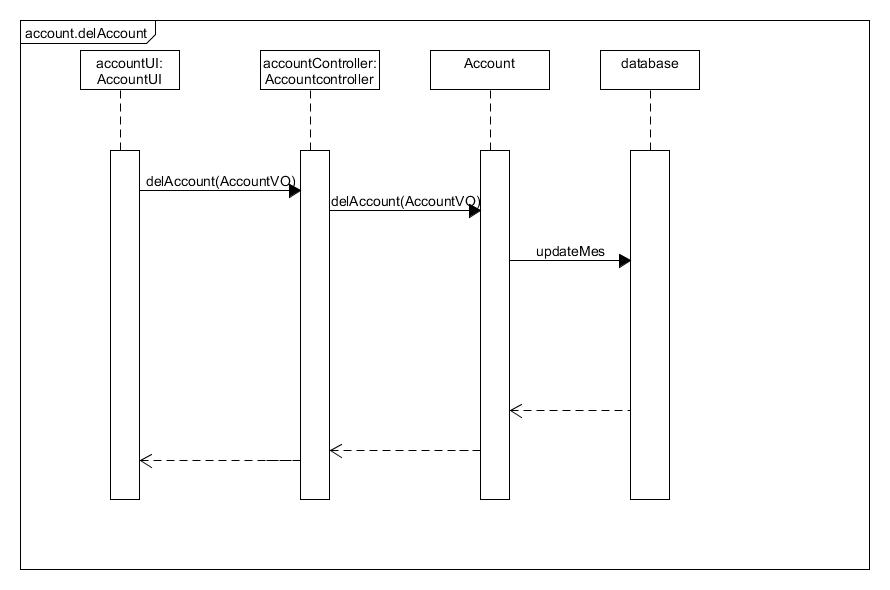 account.delAccount
accountUI:
AccountUI
accountController:
Accountcontroller
Account
database
delAccount(AccountVO)
delAccount(AccountVO)
updateMes